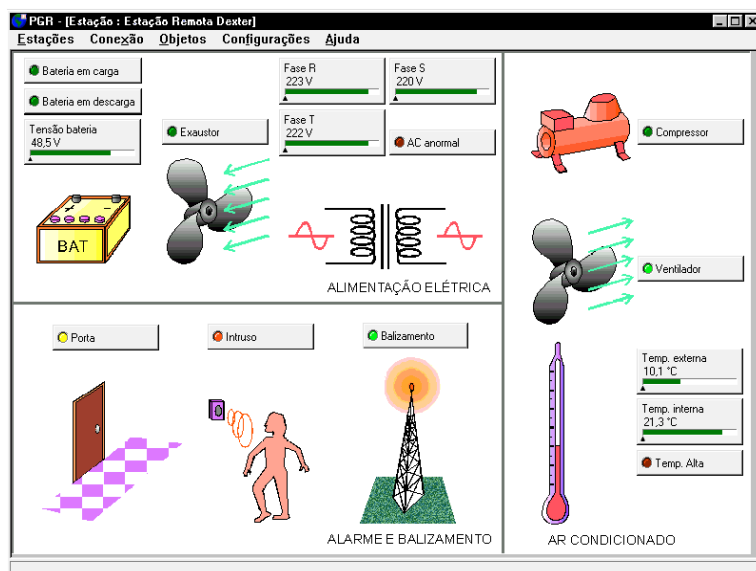 PGR - [Estação : Estação Remota Dexter]
Estações Conexão Objetos Configurações Ajuda
Bateria em carga
Bateria em descarga
Tensão bateria
48,5 V
Exaustor
Fase R
223 V
Fase S
220 V
Fase T
222 V
AC anormal
+ -
BAT
ALIMENTAÇÃO ELÉTRICA
Compressor
Ventilador
Porta
Intruso
Balizamento
ALARME E BALIZAMENTO
Temp. externa
10,1 °C
Temp. interna
21,3 °C
Temp. Alta
AR CONDICIONADO